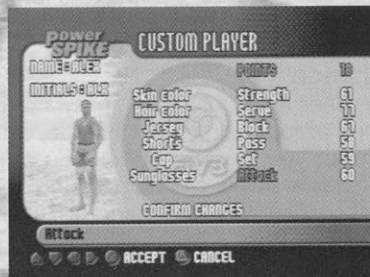 Power SPIKE
CUSTOM PLAYER
NAME: ALEX
INITIALS: ALX
POINTS 18
Skin color
Hair color
Jersey
Shorts
Cap
Sunglasses
Strength 61
Serve 77
Block 67
Pass 58
Set 59
Attack 60
CONFIRM CHANGES
Attack
ACCEPT CANCEL